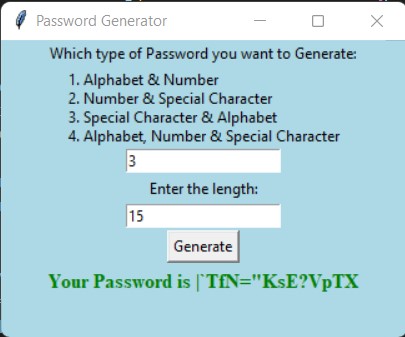 Password Generator
Which type of Password you want to Generate:
1. Alphabet & Number
2. Number & Special Character
3. Special Character & Alphabet
4. Alphabet, Number & Special Character
3
Enter the length:
15
Generate
Your Password is |`TfN="KsE?VpTX